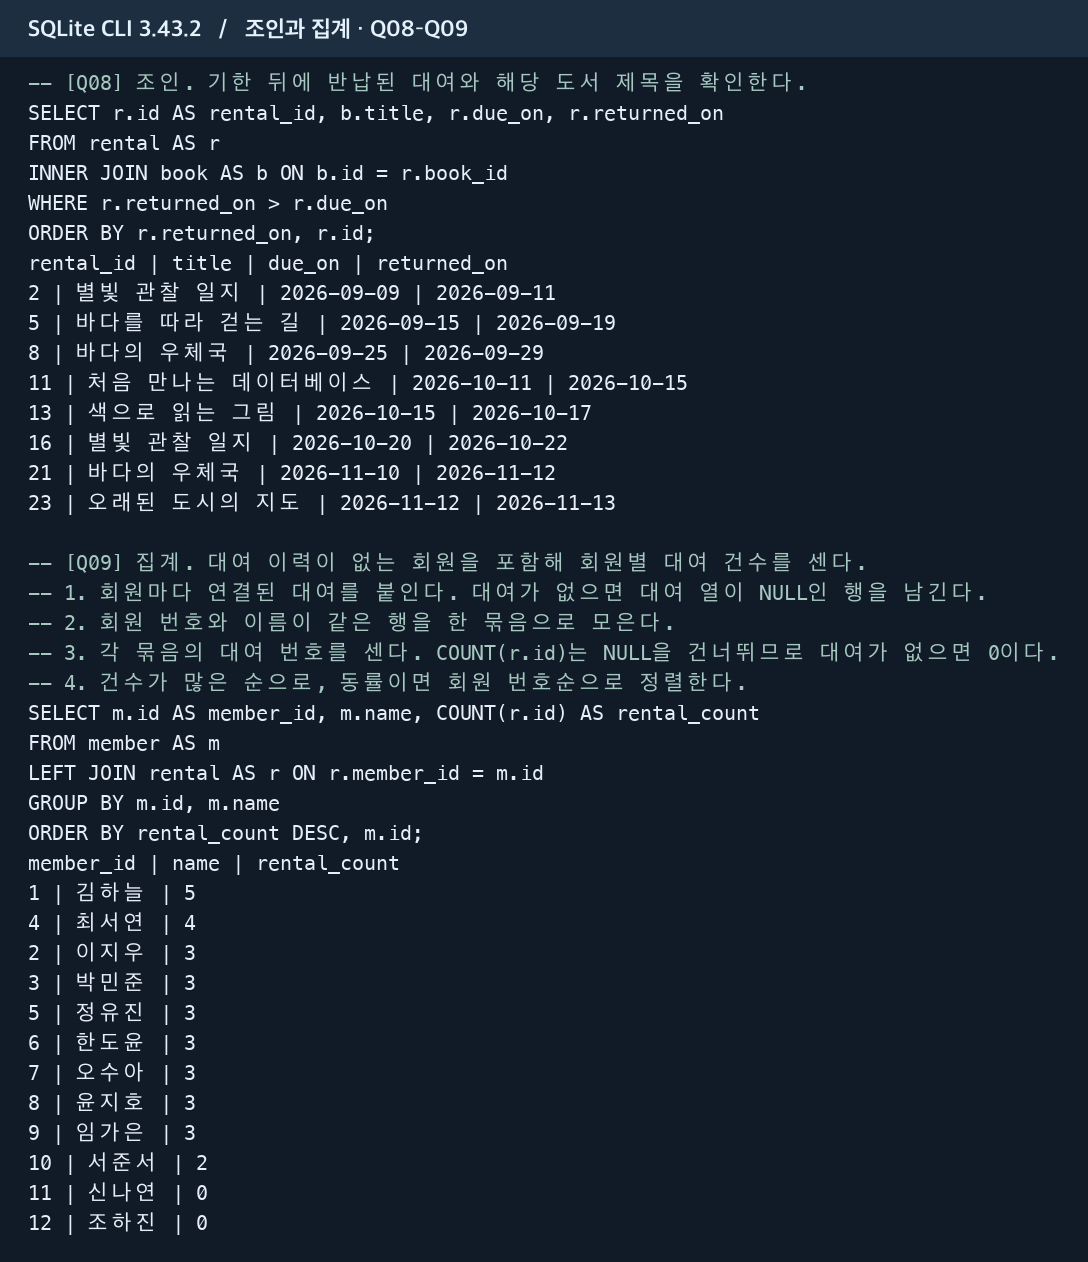 SQLite CLI 3.43.2 / 조인과 집계 · Q08-Q09
-- [Q08] 조인. 기한 뒤에 반납된 대여와 해당 도서 제목을 확인한다.
SELECT r.id AS rental_id, b.title, r.due_on, r.returned_on
FROM rental AS r
INNER JOIN book AS b ON b.id = r.book_id
WHERE r.returned_on > r.due_on
ORDER BY r.returned_on, r.id;
rental_id | title | due_on | returned_on
2 | 별빛 관찰 일지 | 2026-09-09 | 2026-09-11
5 | 바다를 따라 걷는 길 | 2026-09-15 | 2026-09-19
8 | 바다의 우체국 | 2026-09-25 | 2026-09-29
11 | 처음 만나는 데이터베이스 | 2026-10-11 | 2026-10-15
13 | 색으로 읽는 그림 | 2026-10-15 | 2026-10-17
16 | 별빛 관찰 일지 | 2026-10-20 | 2026-10-22
21 | 바다의 우체국 | 2026-11-10 | 2026-11-12
23 | 오래된 도시의 지도 | 2026-11-12 | 2026-11-13
-- [Q09] 집계. 대여 이력이 없는 회원을 포함해 회원별 대여 건수를 센다.
-- 1. 회원마다 연결된 대여를 붙인다. 대여가 없으면 대여 열이 NULL인 행을 남긴다.
-- 2. 회원 번호와 이름이 같은 행을 한 묶음으로 모은다.
-- 3. 각 묶음의 대여 번호를 센다. COUNT(r.id)는 NULL을 건너뛰므로 대여가 없으면 0이다.
-- 4. 건수가 많은 순으로, 동률이면 회원 번호순으로 정렬한다.
SELECT m.id AS member_id, m.name, COUNT(r.id) AS rental_count
FROM member AS m
LEFT JOIN rental AS r ON r.member_id = m.id
GROUP BY m.id, m.name
ORDER BY rental_count DESC, m.id;
member_id | name | rental_count
1 | 김하늘 | 5
4 | 최서연 | 4
2 | 이지우 | 3
3 | 박민준 | 3
5 | 정유진 | 3
6 | 한도윤 | 3
7 | 오수아 | 3
8 | 윤지호 | 3
9 | 임가은 | 3
10 | 서준서 | 2
11 | 신나연 | 0
12 | 조하진 | 0